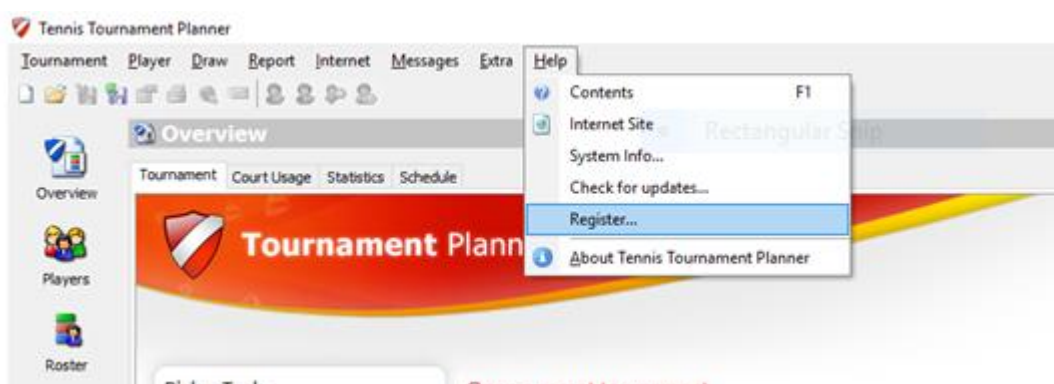 Tennis Tournament Planner
Tournament Player Draw Report Internet Messages Extra Help
Contents F1
Internet Site
System Info...
Check for updates...
Register...
About Tennis Tournament Planner
Overview
Rectangular Snip
Tournament Court Usage Statistics Schedule
Overview
Tournament Plann
Players
Roster